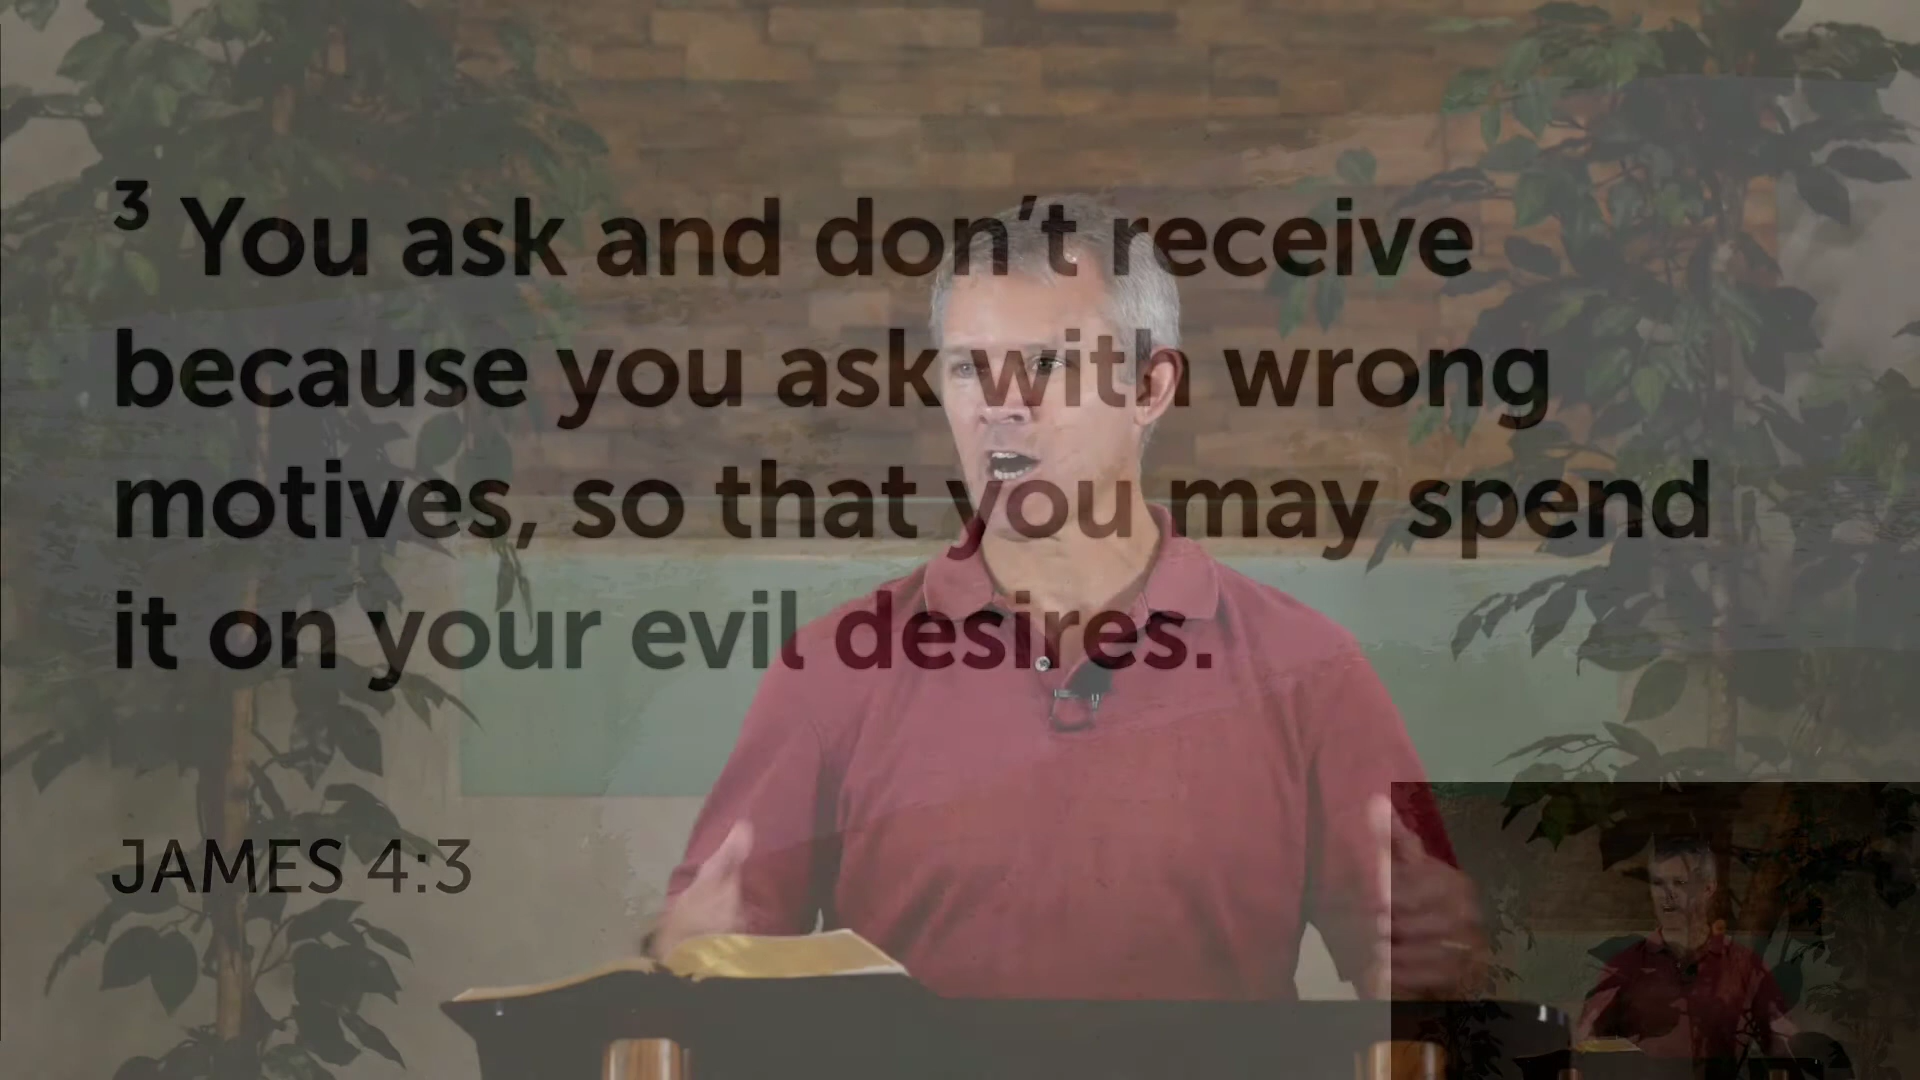 3 You ask and don’t receive
because you ask with wrong
motives, so that you may spend
it on your evil desires.
JAMES 4:3